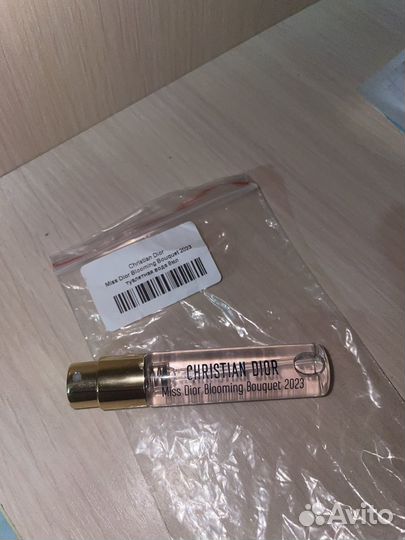 Christian Dior
Miss Dior Blooming Bouquet 2023
туалетная вода 8мл
CHRISTIAN DIOR
Miss Dior Blooming Bouquet 2023
Avito